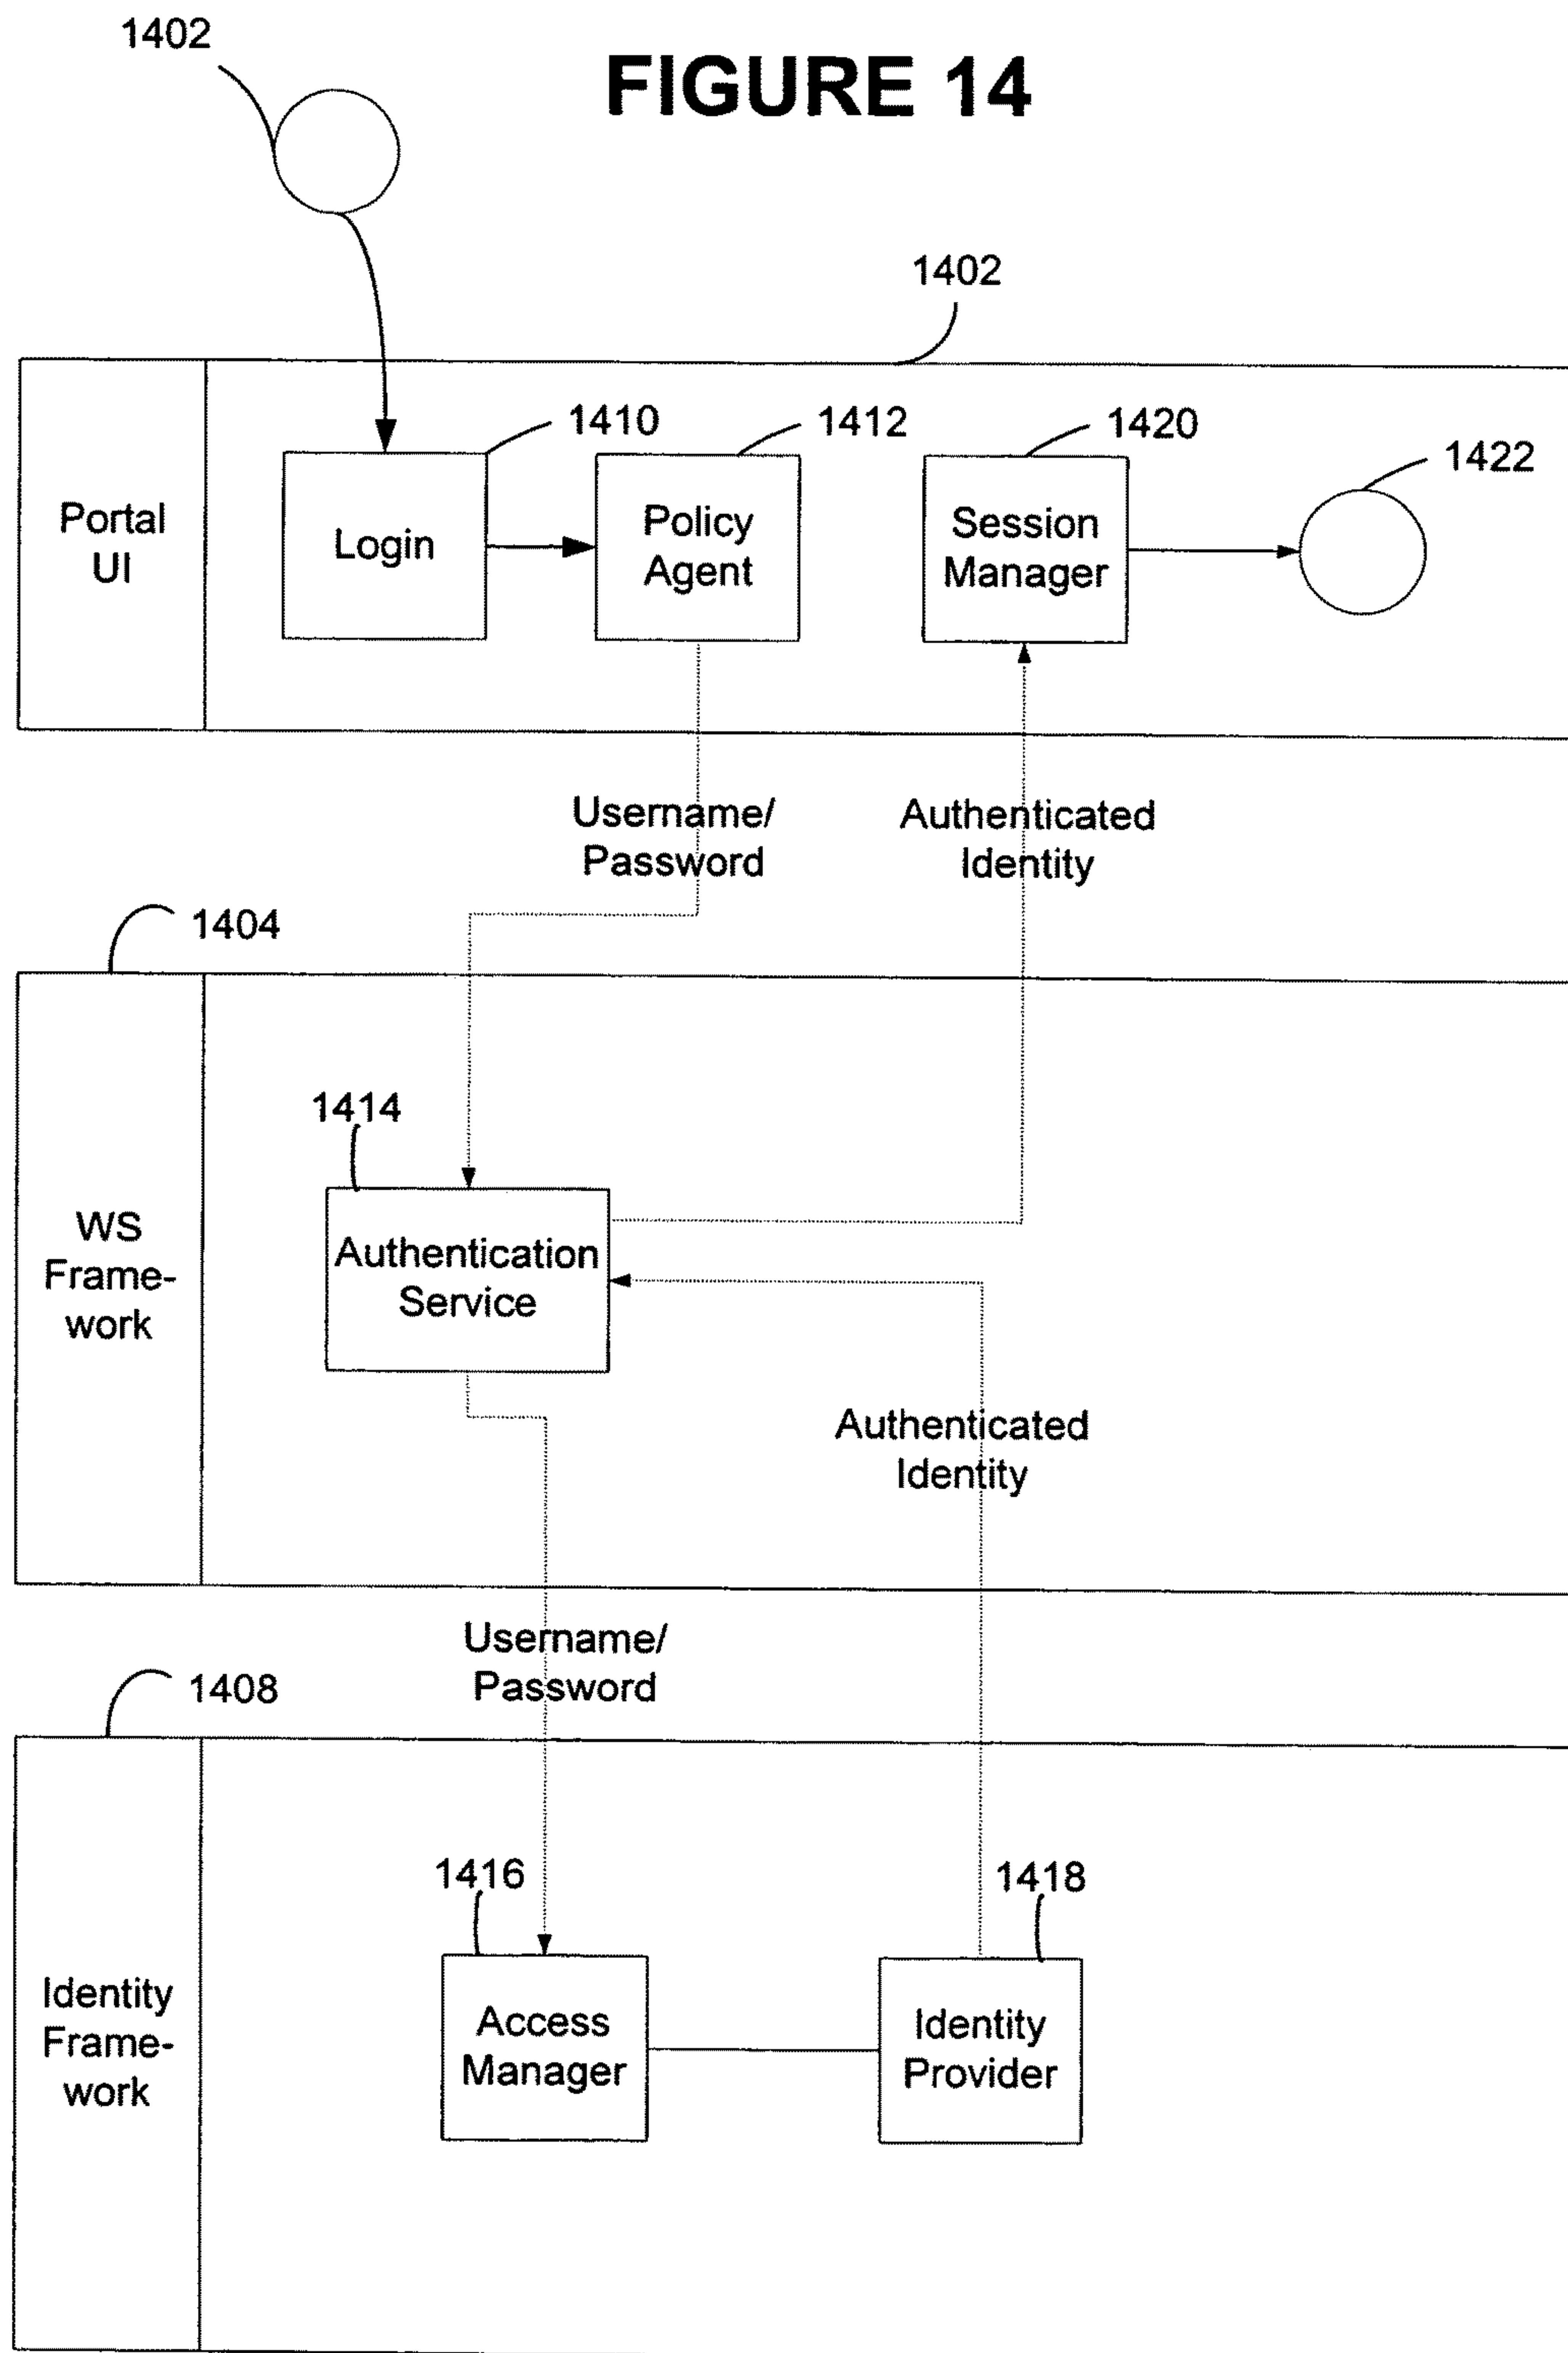 1402
FIGURE 14
1402
1410
1412
1420
1422
Portal
UI
Login
Policy
Agent
Session
Manager
Username/
Password
Authenticated
Identity
1404
1414
WS
Frame-
work
Authentication
Service
Authenticated
Identity
Username/
Password
1408
1416
1418
Identity
Frame-
work
Access
Manager
Identity
Provider